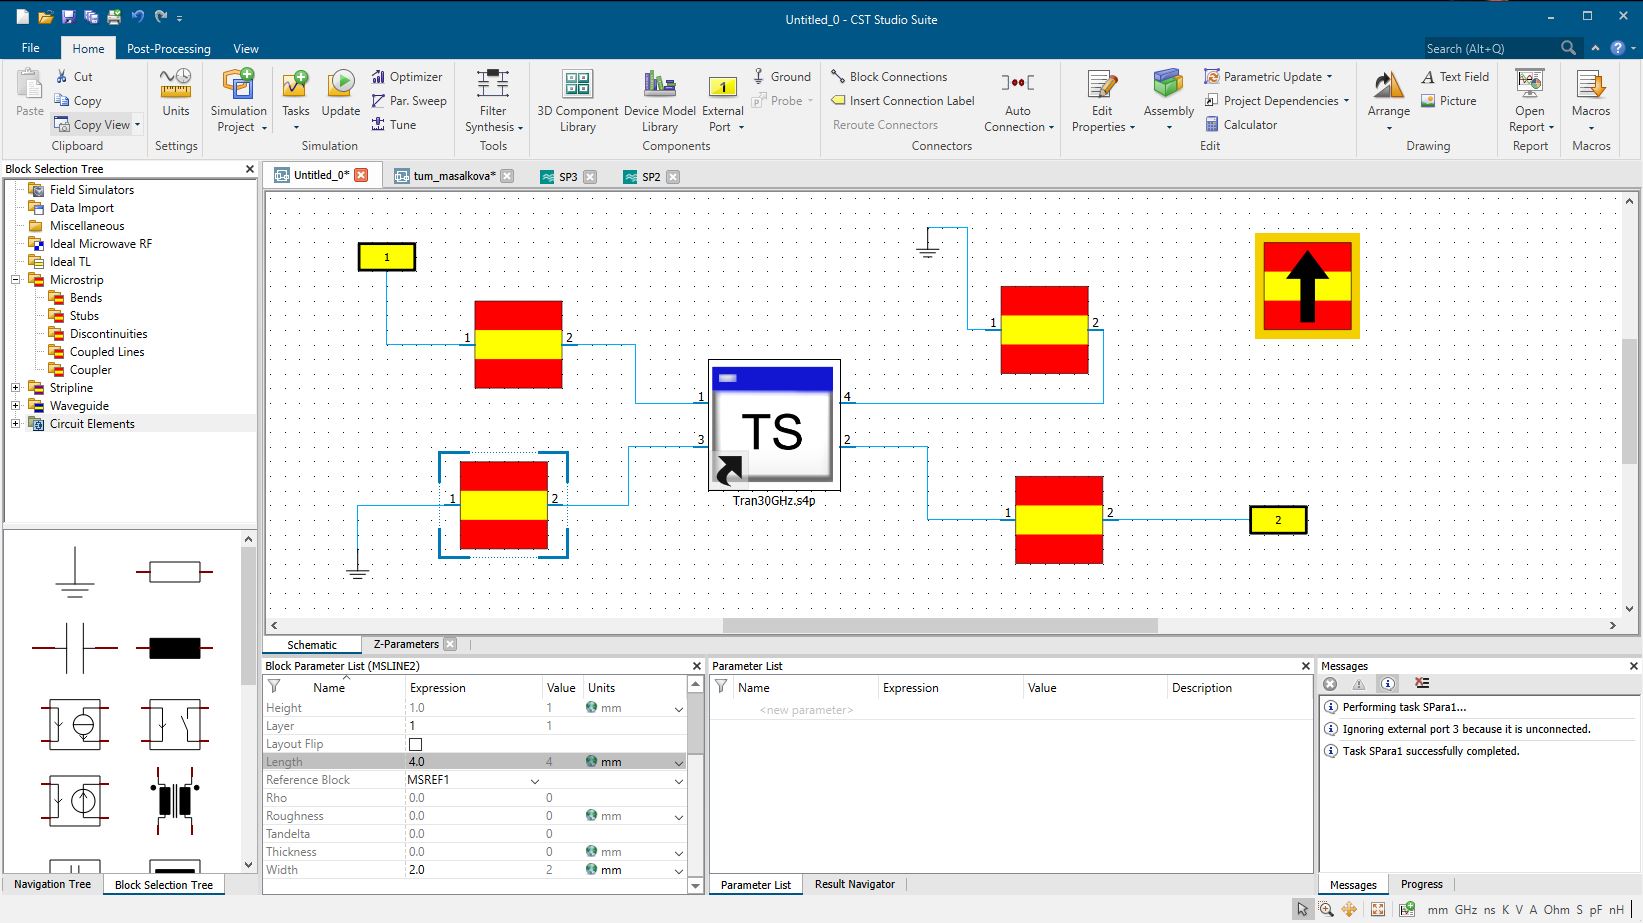 Untitled_0 - CST Studio Suite
File
Home
Post-Processing
View
Search (Alt+Q)
Paste
Cut
Copy
Copy View
Clipboard
Units
Settings
Simulation Project
Tasks
Update
Optimizer
Par. Sweep
Tune
Simulation
Filter Synthesis
Tools
3D Component Library
Device Model Library
External Port
Ground
Probe
Components
Block Connections
Insert Connection Label
Reroute Connectors
Auto Connection
Connectors
Edit Properties
Assembly
Parametric Update
Project Dependencies
Calculator
Edit
Arrange
Text Field
Picture
Drawing
Open Report
Report
Macros
Macros
Block Selection Tree
Field Simulators
Data Import
Miscellaneous
Ideal Microwave RF
Ideal TL
Microstrip
Bends
Stubs
Discontinuities
Coupled Lines
Coupler
Stripline
Waveguide
Circuit Elements
Navigation Tree
Block Selection Tree
Untitled_0*
tum_masalkova*
SP3
SP2
1
1 2
1 2
1 4
TS
3 2
Tran30GHz.s4p
1 2
1 2
2
Schematic
Z-Parameters
Block Parameter List (MSLINE2)
Name Expression Value Units
Height 1.0 1 mm
Layer 1 1
Layout Flip
Length 4.0 4 mm
Reference Block MSREF1
Rho 0.0 0
Roughness 0.0 0 mm
Tandelta 0.0 0
Thickness 0.0 0 mm
Width 2.0 2 mm
Parameter List
Name Expression Value Description
<new parameter>
Parameter List
Result Navigator
Messages
Performing task SPara1...
Ignoring external port 3 because it is unconnected.
Task SPara1 successfully completed.
Messages
Progress
mm GHz ns K V A Ohm S pF nH